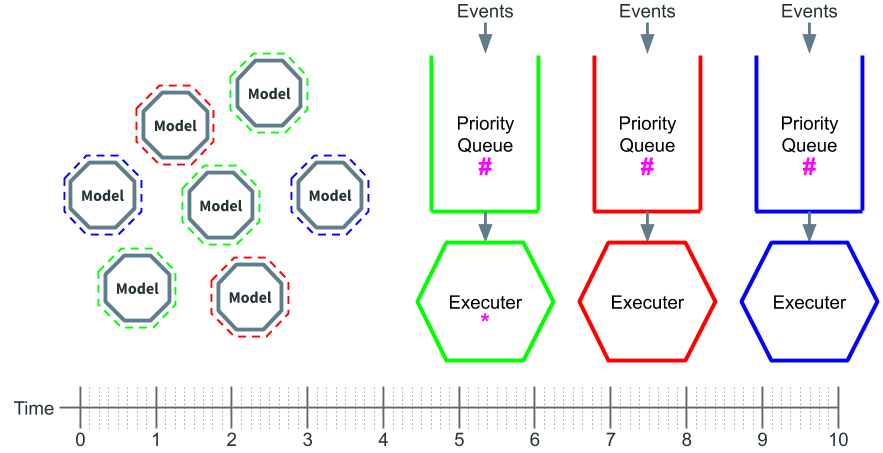 Events
Events
Events
Model
Model
Model
Model
Model
Model
Model
Priority
Queue
#
Priority
Queue
#
Priority
Queue
#
Executer
*
Executer
Executer
Time
0 1 2 3 4 5 6 7 8 9 10